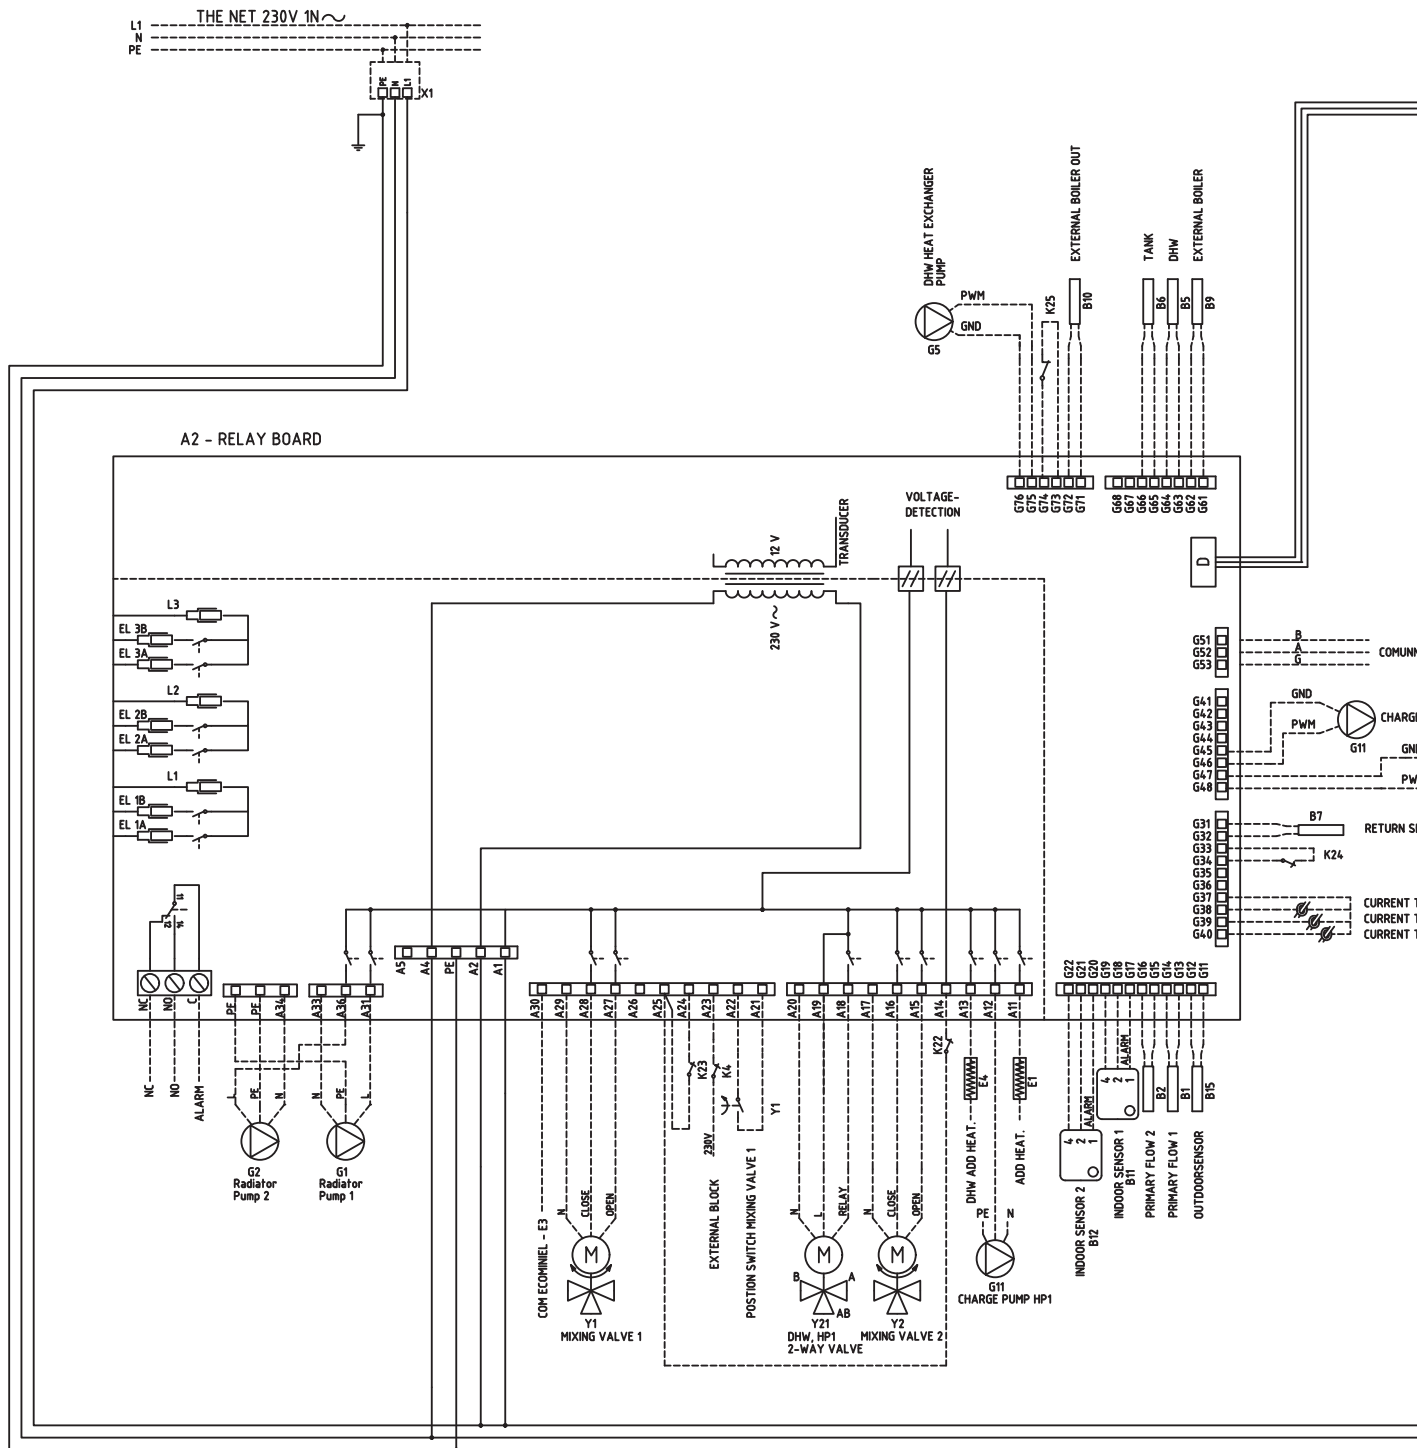 THE NET 230V 1N
L1
N
PE
PE
N
L1
X1
DHW HEAT EXCHANGER
PUMP
PWM
GND
G5
K25
EXTERNAL BOILER OUT
B10
TANK
B6
DHW
B5
EXTERNAL BOILER
B9
A2 - RELAY BOARD
G76
G75
G74
G73
G72
G71
G68
G67
G66
G65
G64
G63
G62
G61
VOLTAGE-
DETECTION
TRANSDUCER
12 V
230 V
D
L3
EL 3B
EL 3A
L2
EL 2B
EL 2A
L1
EL 1B
EL 1A
G51
G52
G53
B
A
G
COMUNN
G41
G42
G43
G44
G45
G46
G47
G48
GND
PWM
G11
CHARGE
GN
PW
G31
G32
G33
G34
G35
G36
G37
G38
G39
G40
B7
RETURN S
K24
CURRENT T
CURRENT T
CURRENT T
11
12
14
NC
NO
C
PE
PE
A34
A33
A36
A31
A5
A4
PE
A2
A1
A30
A29
A28
A27
A26
A25
A24
A23
A22
A21
A20
A19
A18
A17
A16
A15
A14
A13
A12
A11
G22
G21
G20
G19
G18
G17
G16
G15
G14
G13
G12
G11
NC
NO
ALARM
L
PE
N
G2
Radiator
Pump 2
N
PE
L
G1
Radiator
Pump 1
COM ECOMINIEL - E3
N
CLOSE
OPEN
M
Y1
MIXING VALVE 1
K23
K4
230V
EXTERNAL BLOCK
Y1
POSTION SWITCH MIXING VALVE 1
N
L
RELAY
M
B
A
AB
Y21
DHW, HP1
2-WAY VALVE
N
CLOSE
OPEN
M
Y2
MIXING VALVE 2
K22
E4
DHW ADD HEAT.
PE
N
G11
CHARGE PUMP HP1
E1
ADD HEAT.
ALARM
4
2
1
INDOOR SENSOR 2
B12
ALARM
4
2
1
INDOOR SENSOR 1
B11
B2
PRIMARY FLOW 2
B1
PRIMARY FLOW 1
B15
OUTDOORSENSOR